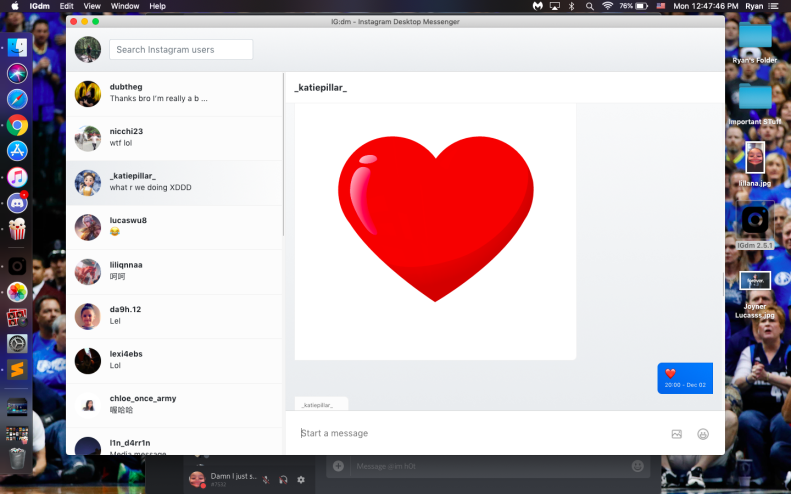 IGdm Edit View Window Help
76% Mon 12:47:46 PM Ryan
IG:dm - Instagram Desktop Messenger
Search Instagram users
dubtheg
Thanks bro I'm really a b ...
nicchi23
wtf lol
_katiepillar_
what r we doing XDDD
lucaswu8
😂
liliqnnaa
呵呵
da9h.12
Lel
lexi4ebs
Lol
chloe_once_army
喔哈哈
l1n_d4rr1n
Media message
_katiepillar_
❤️
20:00 - Dec 02
_katiepillar_
Start a message
Ryan's Folder
Important STuff
liliana.jpg
IGdm 2.5.1
forever.
Joyner
Lucasss.jpg
Damn I just s...
#7032
Message @im hOt